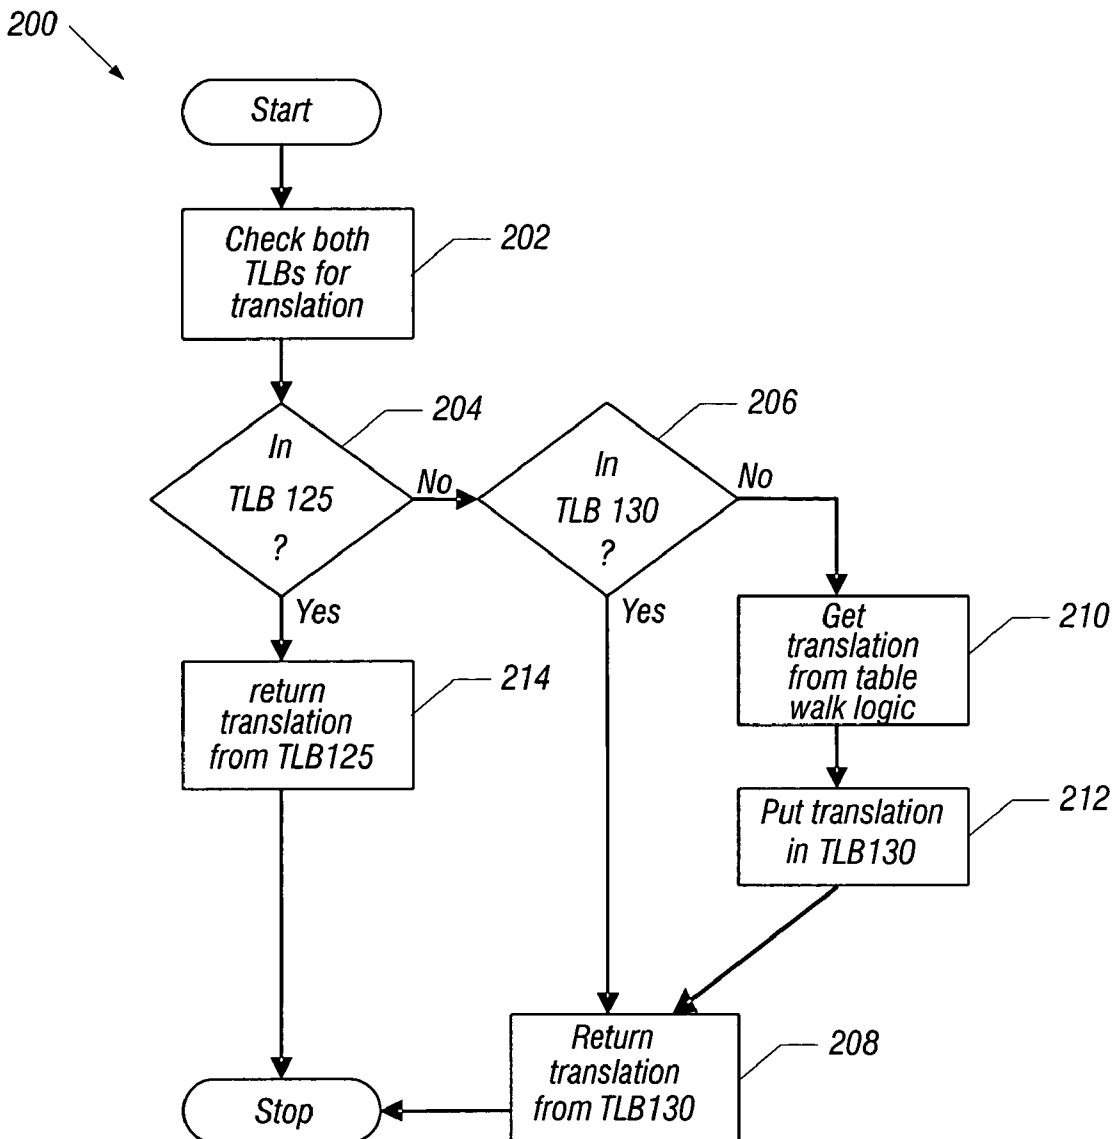 200
Start
Check both
TLBs for
translation
202
In
TLB 125
?
204
No
Yes
In
TLB 130
?
206
No
Yes
Get
translation
from table
walk logic
210
return
translation
from TLB125
214
Put translation
in TLB130
212
Return
translation
from TLB130
208
Stop